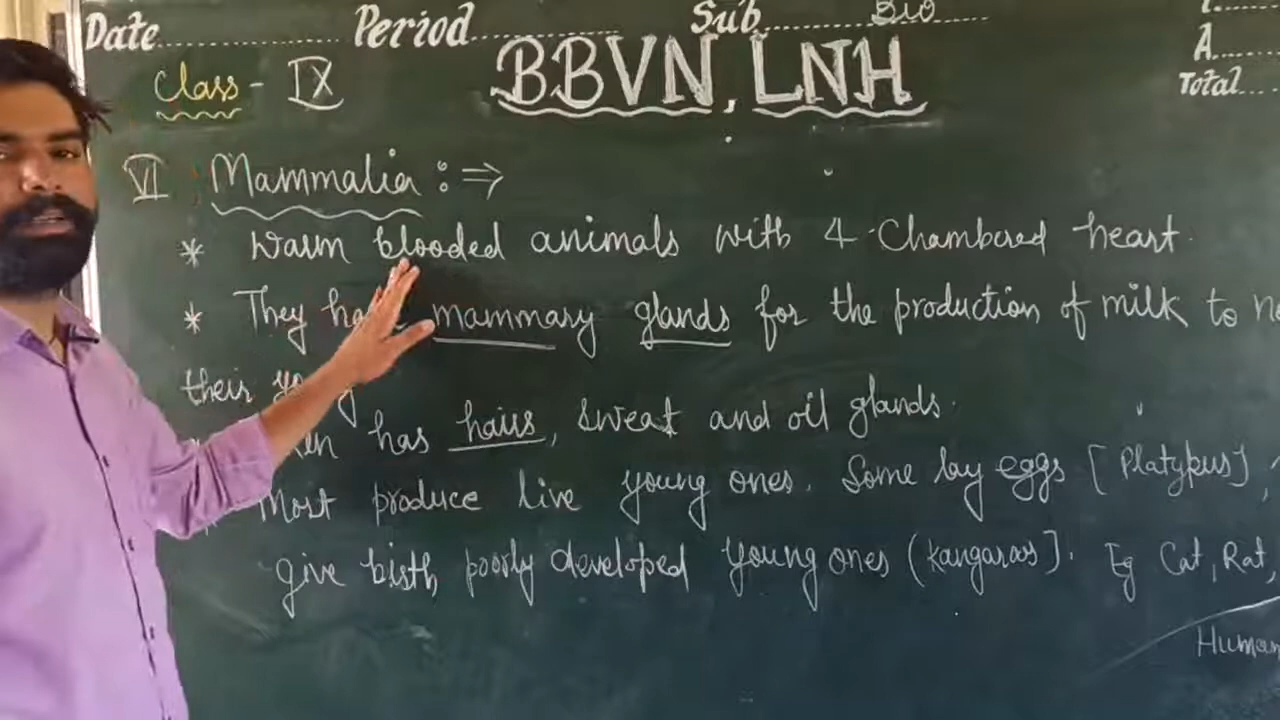 Date............ Period............ Sub....Bio......
T......
A......
Total....
Class - IX
BBVN, LNH
VI Mammalia :⇒
* Warm blooded animals with 4-Chambered heart.
* They have mammary glands for the production of milk to
their young
has hairs, sweat and oil glands.
Most produce live young ones. Some lay eggs [Platypus],
give birth poorly developed young ones (Kangaroos]. Eg Cat, Rat,
Human